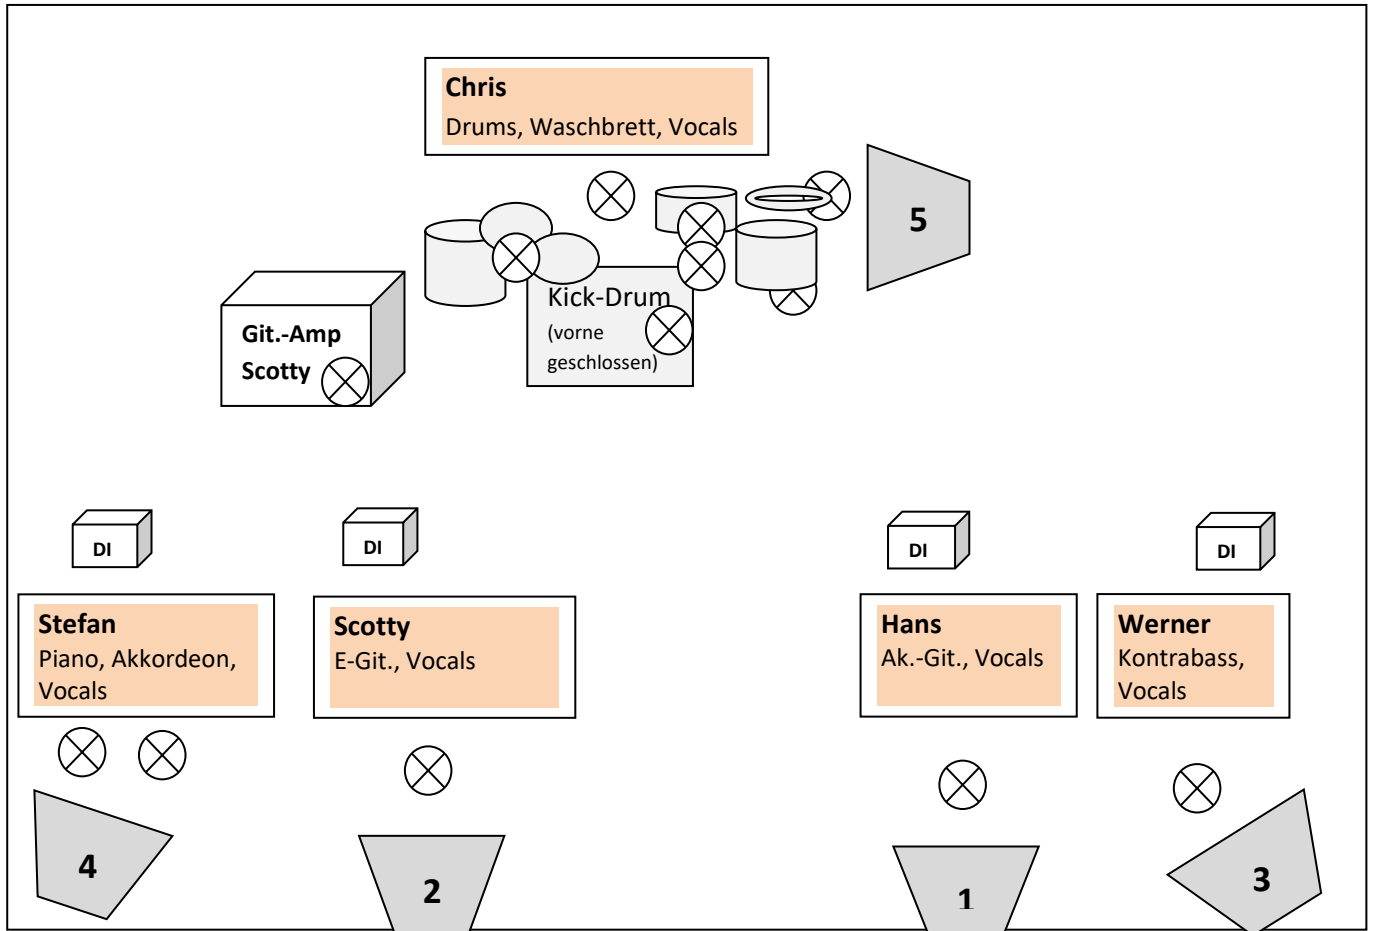 Chris
Drums, Waschbrett, Vocals
5
Kick-Drum
(vorne
geschlossen)
Git.-Amp
Scotty
DI
DI
DI
DI
Stefan
Piano, Akkordeon,
Vocals
Scotty
E-Git., Vocals
Hans
Ak.-Git., Vocals
Werner
Kontrabass,
Vocals
4
2
1
3